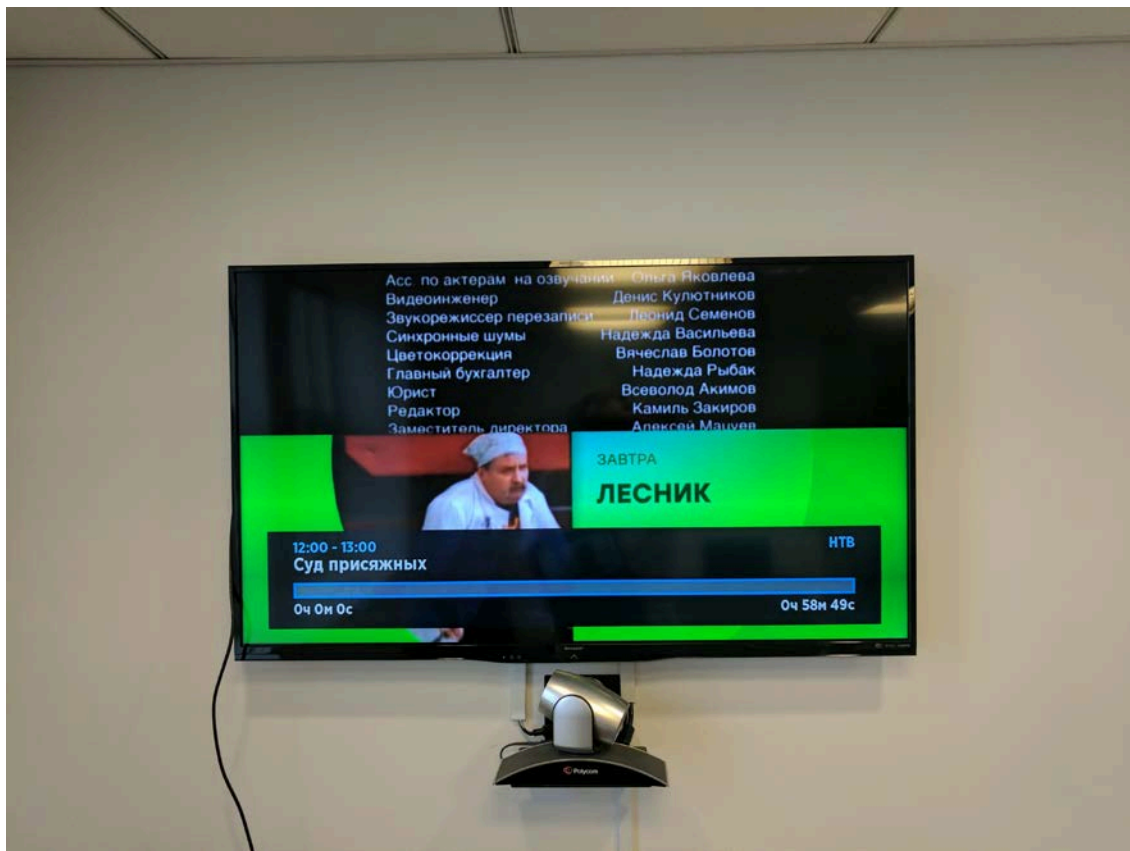 Асс по актерам на озвучании Ольга Яковлева
Видеоинженер Денис Кулютников
Звукорежиссер перезаписи Леонид Семенов
Синхронные шумы Надежда Васильева
Цветокоррекция Вячеслав Болотов
Главный бухгалтер Надежда Рыбак
Юрист Всеволод Акимов
Редактор Камиль Закиров
Заместитель директора Алексей Мацуев
ЗАВТРА
ЛЕСНИК
12:00 - 13:00 НТВ
Суд присяжных
0ч 0м 0с 0ч 58м 49с
SHARP
Polycom